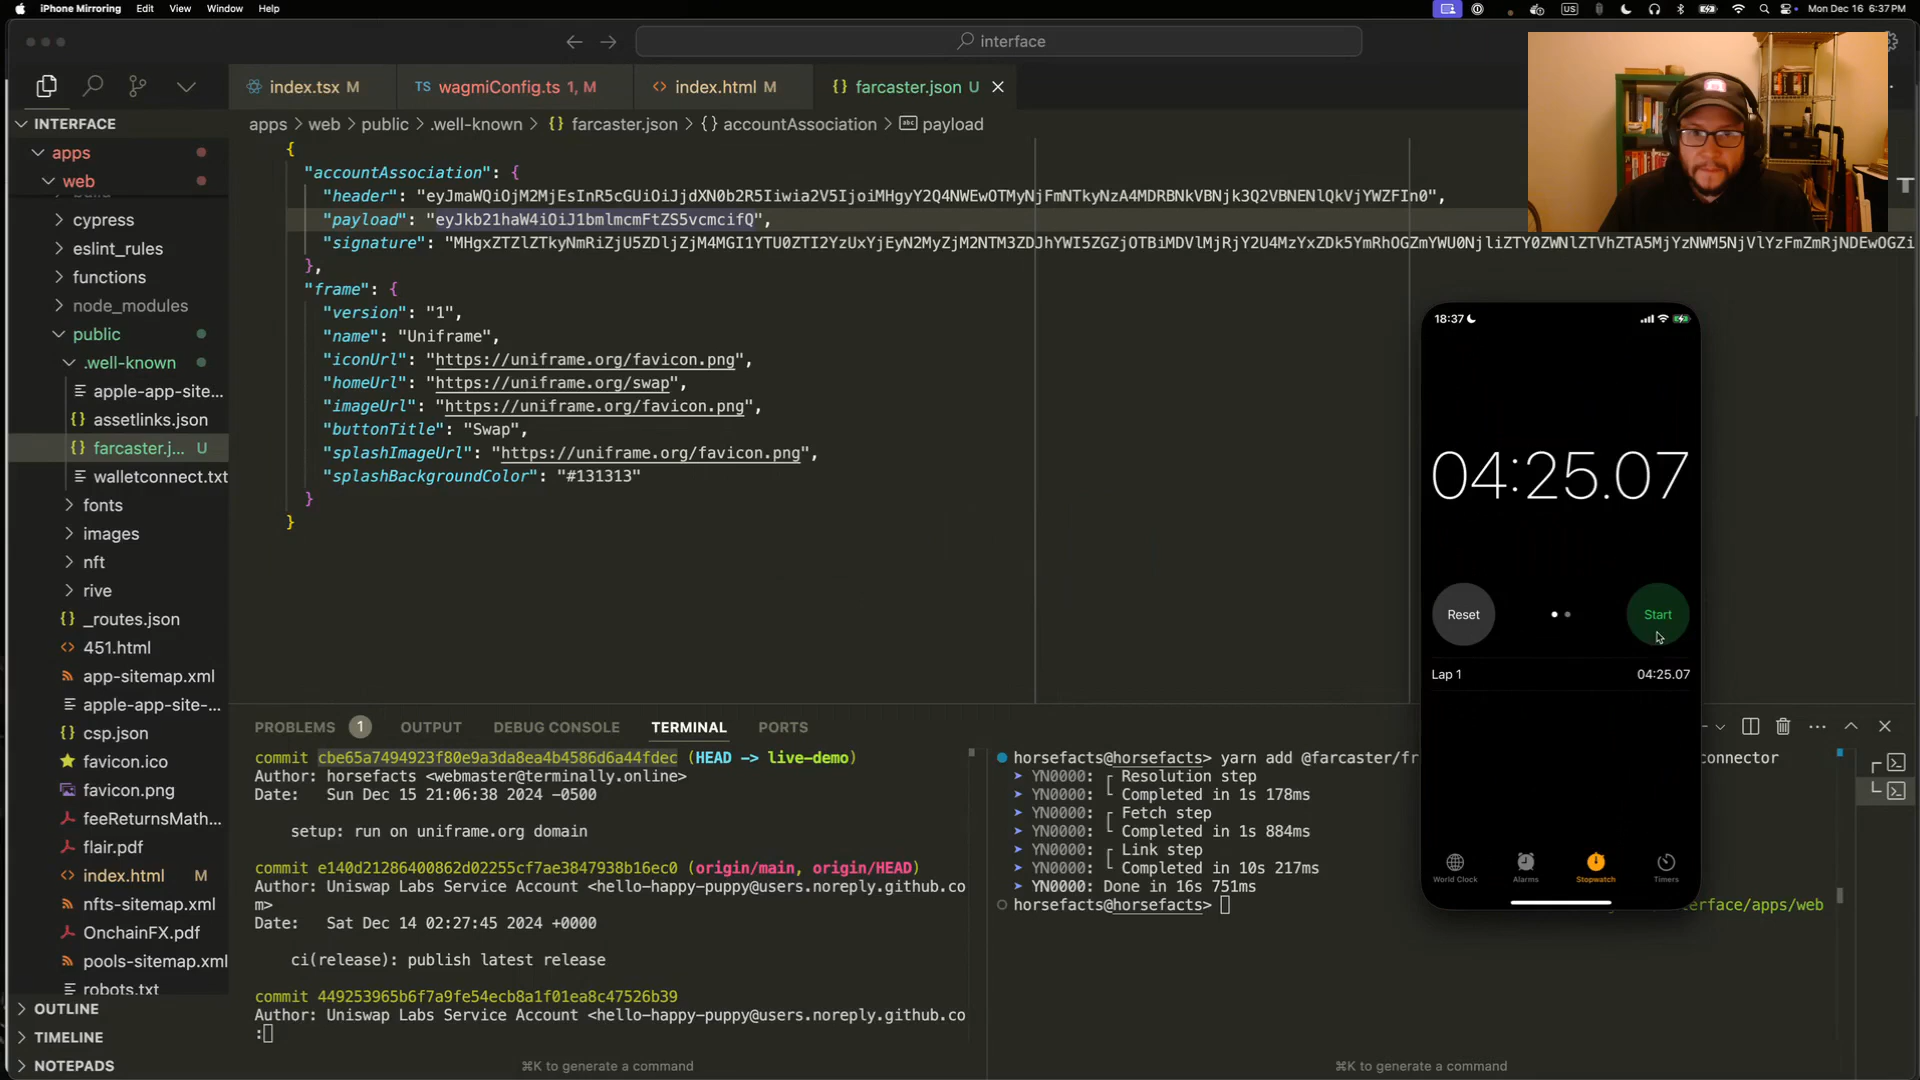 iPhone Mirroring Edit View Window Help
US Mon Dec 16 6:37 PM
interface
index.tsx M
wagmiConfig.ts 1, M
index.html M
farcaster.json U
INTERFACE
apps > web > public > .well-known > farcaster.json > {} accountAssociation > payload
apps
web
cypress
eslint_rules
functions
node_modules
public
.well-known
apple-app-site...
assetlinks.json
farcaster.j... U
walletconnect.txt
fonts
images
nft
rive
_routes.json
451.html
app-sitemap.xml
apple-app-site-...
csp.json
favicon.ico
favicon.png
feeReturnsMath...
flair.pdf
index.html M
nfts-sitemap.xml
OnchainFX.pdf
pools-sitemap.xml
robots.txt
OUTLINE
TIMELINE
NOTEPADS
{
"accountAssociation": {
"header":
"payload": "eyJkb21haW4iOiJ1bmlmcmFtZS5vcmcifQ",
"signature":
},
"frame": {
"version": "1",
"name": "Uniframe",
"iconUrl": "https://uniframe.org/favicon.png",
"homeUrl": "https://uniframe.org/swap",
"imageUrl": "https://uniframe.org/favicon.png",
"buttonTitle": "Swap",
"splashImageUrl": "https://uniframe.org/favicon.png",
"splashBackgroundColor": "#131313"
}
}
18:37
04:25.07
Reset
Start
Lap 1 04:25.07
World Clock Alarms Stopwatch Timers
PROBLEMS 1 OUTPUT DEBUG CONSOLE TERMINAL PORTS
commit cbe65a7494923f80e9a3da8ea4b4586d6a44fdec (HEAD -> live-demo)
Author: horsefacts <webmaster@terminally.online>
Date: Sun Dec 15 21:06:38 2024 -0500
setup: run on uniframe.org domain
commit e140d21286400862d02255cf7ae3847938b16ec0 (origin/main, origin/HEAD)
Author: Uniswap Labs Service Account <hello-happy-puppy@users.noreply.github.co
m>
Date: Sat Dec 14 02:27:45 2024 +0000
ci(release): publish latest release
commit 449253965b6f7a9fe54ecb8a1f01ea8c47526b39
Author: Uniswap Labs Service Account <hello-happy-puppy@users.noreply.github.co
:
⌘K to generate a command
horsefacts@horsefacts> yarn add @farcaster/fr connector
➤ YN0000: ┌ Resolution step
➤ YN0000: └ Completed in 1s 178ms
➤ YN0000: ┌ Fetch step
➤ YN0000: └ Completed in 1s 884ms
➤ YN0000: ┌ Link step
➤ YN0000: └ Completed in 10s 217ms
➤ YN0000: Done in 16s 751ms
horsefacts@horsefacts> terface/apps/web
⌘K to generate a command